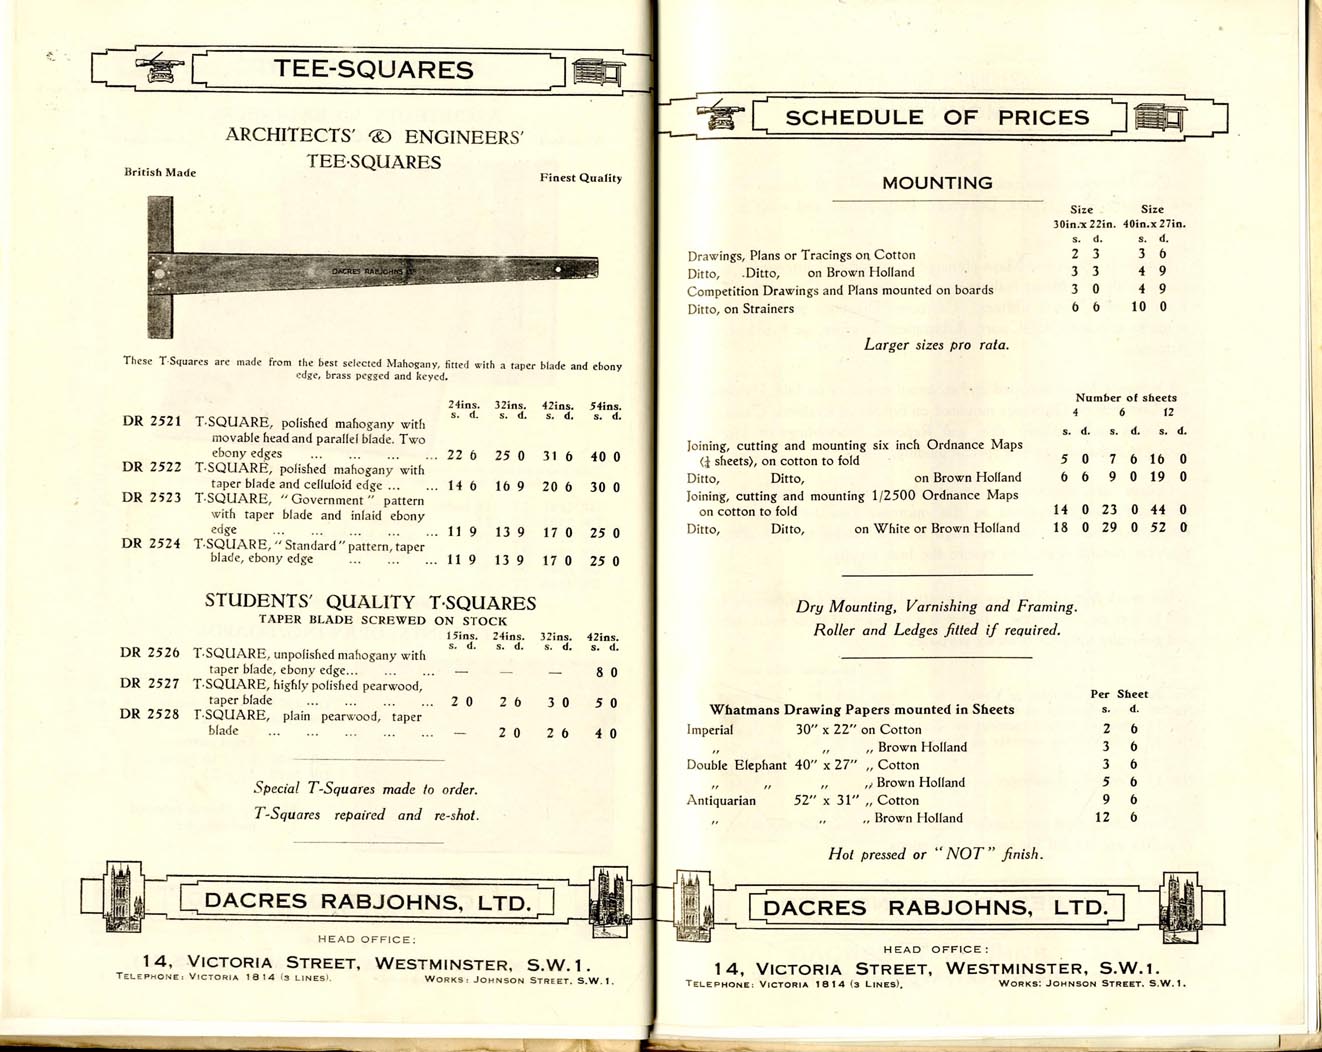 TEE-SQUARES
ARCHITECTS' & ENGINEERS'
TEE-SQUARES
British Made
Finest Quality
DACRES RABJOHNS
These T-Squares are made from the best selected Mahogany, fitted with a taper blade and ebony
edge, brass pegged and keyed.
24ins. 32ins. 42ins. 54ins.
s. d. s. d. s. d. s. d.
DR 2521 T-SQUARE, polished mahogany with
movable head and parallel blade. Two
ebony edges ... ... ... ... 22 6 25 0 31 6 40 0
DR 2522 T-SQUARE, polished mahogany with
taper blade and celluloid edge ... ... 14 6 16 9 20 6 30 0
DR 2523 T-SQUARE, "Government" pattern
with taper blade and inlaid ebony
edge ... ... ... ... ... 11 9 13 9 17 0 25 0
DR 2524 T-SQUARE, "Standard" pattern, taper
blade, ebony edge ... ... ... 11 9 13 9 17 0 25 0
STUDENTS' QUALITY T-SQUARES
TAPER BLADE SCREWED ON STOCK
15ins. 24ins. 32ins. 42ins.
s. d. s. d. s. d. s. d.
DR 2526 T-SQUARE, unpolished mahogany with
taper blade, ebony edge... ... ... — — — 8 0
DR 2527 T-SQUARE, highly polished pearwood,
taper blade ... ... ... ... 2 0 2 6 3 0 5 0
DR 2528 T-SQUARE, plain pearwood, taper
blade ... ... ... ... ... — 2 0 2 6 4 0
Special T-Squares made to order.
T-Squares repaired and re-shot.
DACRES RABJOHNS, LTD.
HEAD OFFICE:
14, VICTORIA STREET, WESTMINSTER, S.W.1.
TELEPHONE: VICTORIA 1814 (3 LINES). WORKS: JOHNSON STREET. S.W.1.
SCHEDULE OF PRICES
MOUNTING
Size Size
30in.x 22in. 40in.x 27in.
s. d. s. d.
Drawings, Plans or Tracings on Cotton 2 3 3 6
Ditto, Ditto, on Brown Holland 3 3 4 9
Competition Drawings and Plans mounted on boards 3 0 4 9
Ditto, on Strainers 6 6 10 0
Larger sizes pro rata.
Number of sheets
4 6 12
s. d. s. d. s. d.
Joining, cutting and mounting six inch Ordnance Maps
(¼ sheets), on cotton to fold 5 0 7 6 16 0
Ditto, Ditto, on Brown Holland 6 6 9 0 19 0
Joining, cutting and mounting 1/2500 Ordnance Maps
on cotton to fold 14 0 23 0 44 0
Ditto, Ditto, on White or Brown Holland 18 0 29 0 52 0
Dry Mounting, Varnishing and Framing.
Roller and Ledges fitted if required.
Per Sheet
Whatmans Drawing Papers mounted in Sheets s. d.
Imperial 30" x 22" on Cotton 2 6
„ „ „ Brown Holland 3 6
Double Elephant 40" x 27" „ Cotton 3 6
„ „ „ „ Brown Holland 5 6
Antiquarian 52" x 31" „ Cotton 9 6
„ „ „ Brown Holland 12 6
Hot pressed or "NOT" finish.
DACRES RABJOHNS, LTD.
HEAD OFFICE:
14, VICTORIA STREET, WESTMINSTER, S.W.1.
TELEPHONE: VICTORIA 1814 (3 LINES). WORKS: JOHNSON STREET. S.W.1.